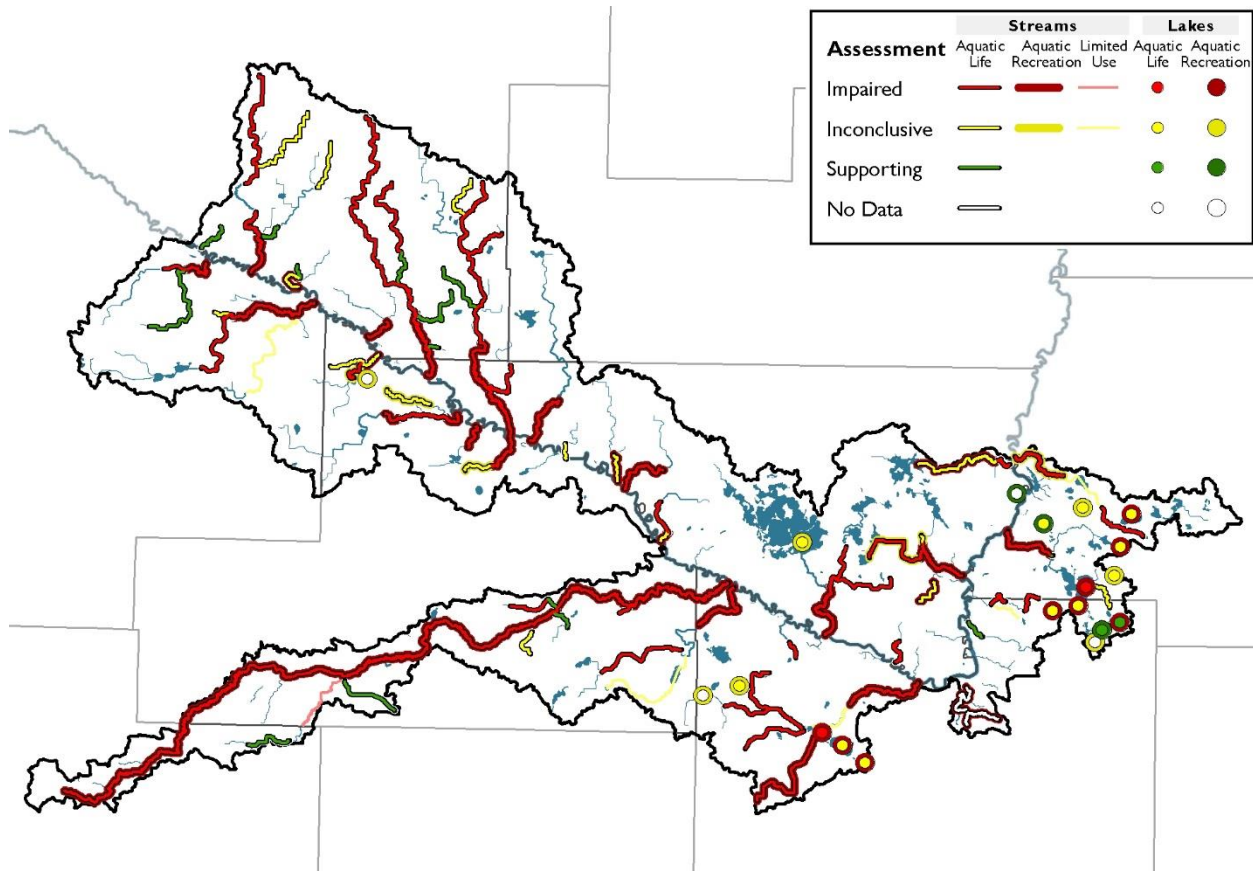 Streams Lakes
Assessment Aquatic Life Aquatic Recreation Limited Use Aquatic Life Aquatic Recreation
Impaired
Inconclusive
Supporting
No Data